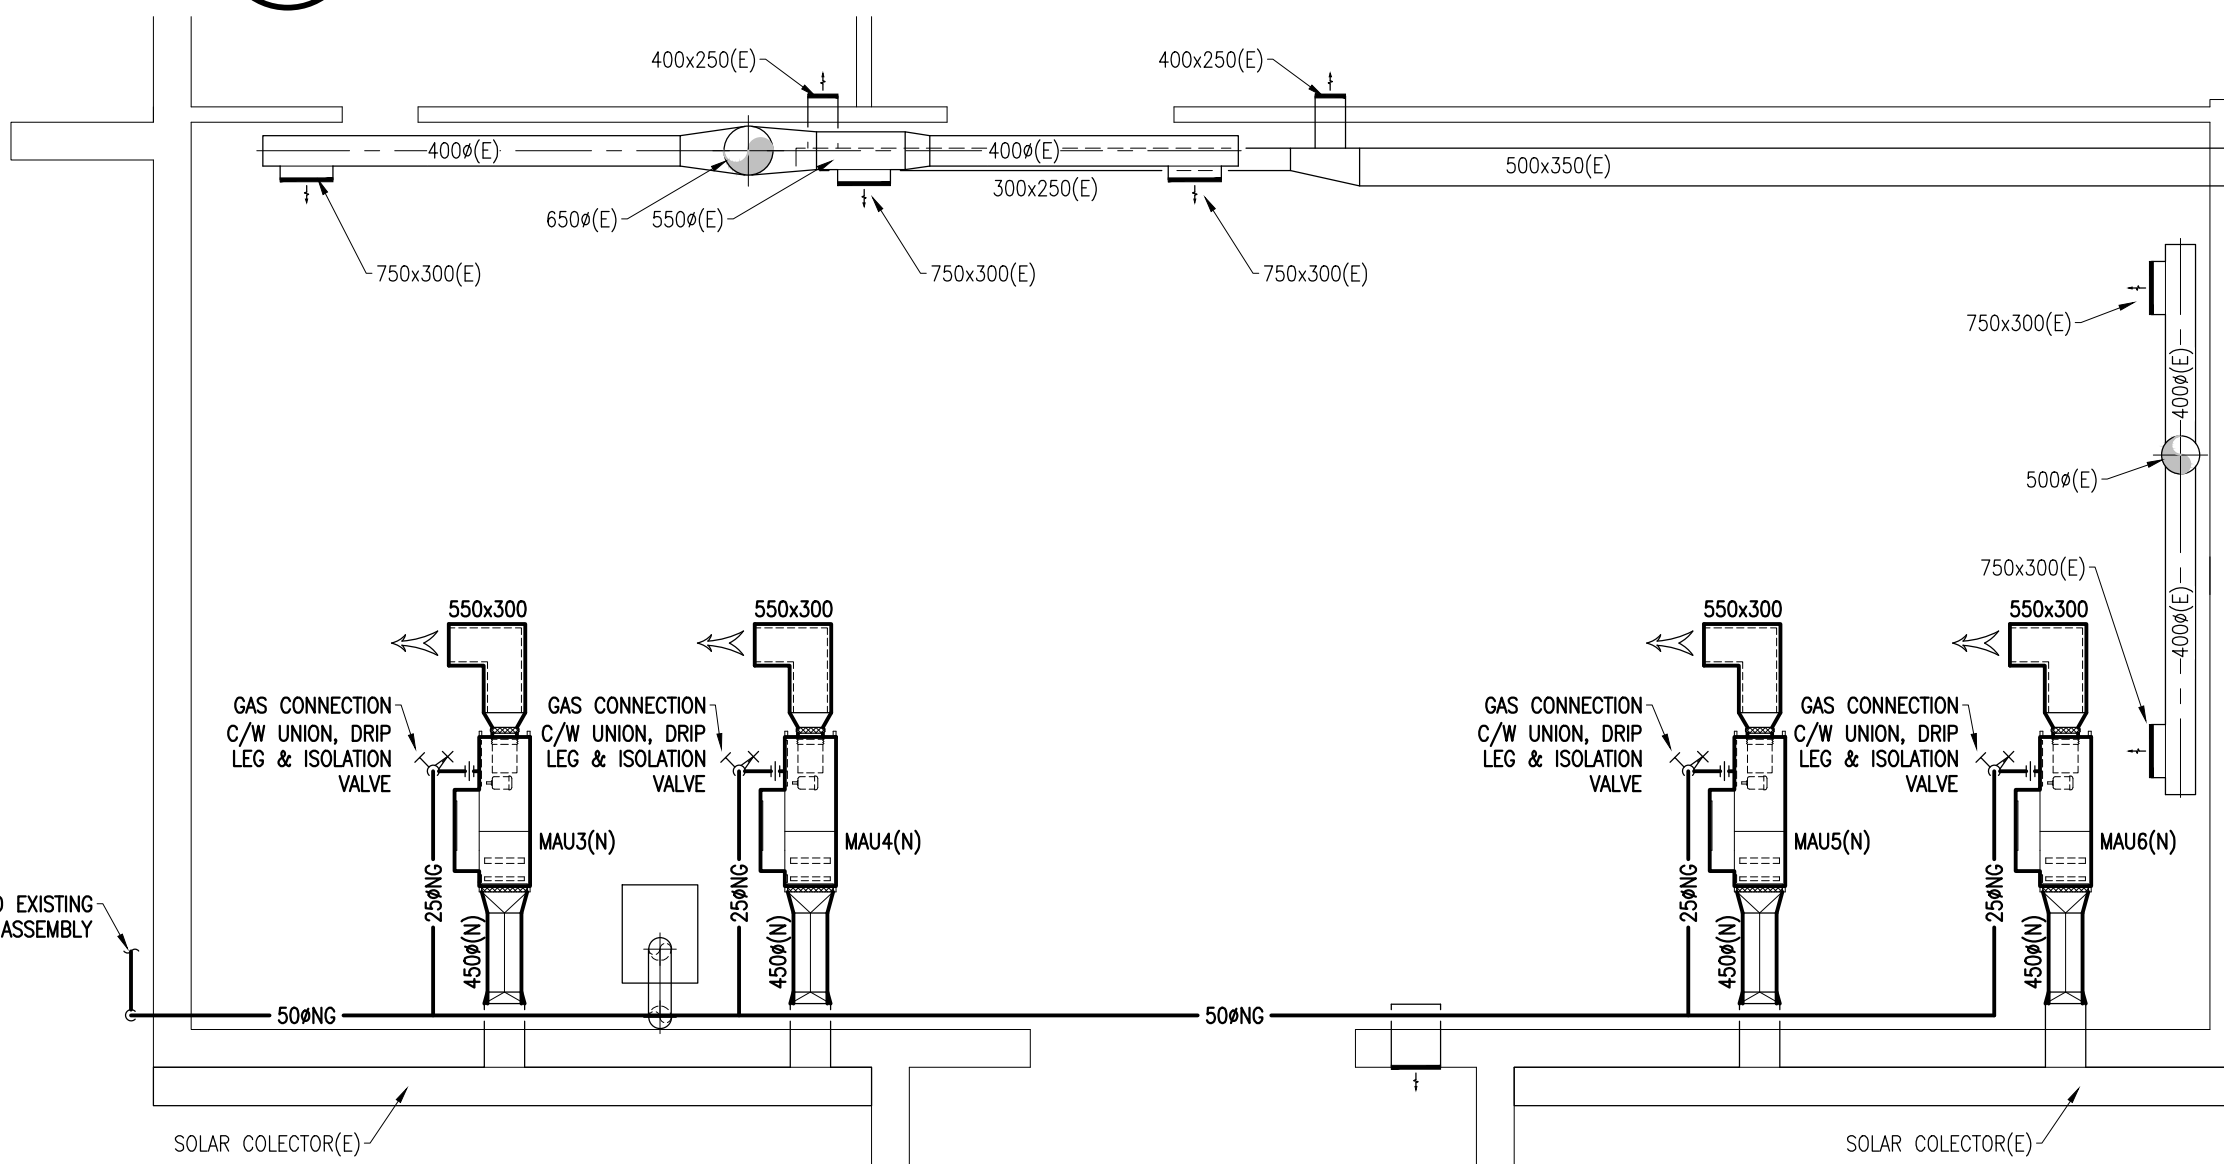 400x250(E)
400x250(E)
400ø(E)
400ø(E)
500x350(E)
300x250(E)
650ø(E)
550ø(E)
750x300(E)
750x300(E)
750x300(E)
750x300(E)
400ø(E)
500ø(E)
750x300(E)
400ø(E)
550x300
550x300
550x300
550x300
GAS CONNECTION
C/W UNION, DRIP
LEG & ISOLATION
VALVE
GAS CONNECTION
C/W UNION, DRIP
LEG & ISOLATION
VALVE
GAS CONNECTION
C/W UNION, DRIP
LEG & ISOLATION
VALVE
GAS CONNECTION
C/W UNION, DRIP
LEG & ISOLATION
VALVE
MAU3(N)
MAU4(N)
MAU5(N)
MAU6(N)
25øNG
25øNG
25øNG
25øNG
EXISTING
ASSEMBLY
450ø(N)
450ø(N)
450ø(N)
450ø(N)
50øNG
50øNG
SOLAR COLECTOR(E)
SOLAR COLECTOR(E)